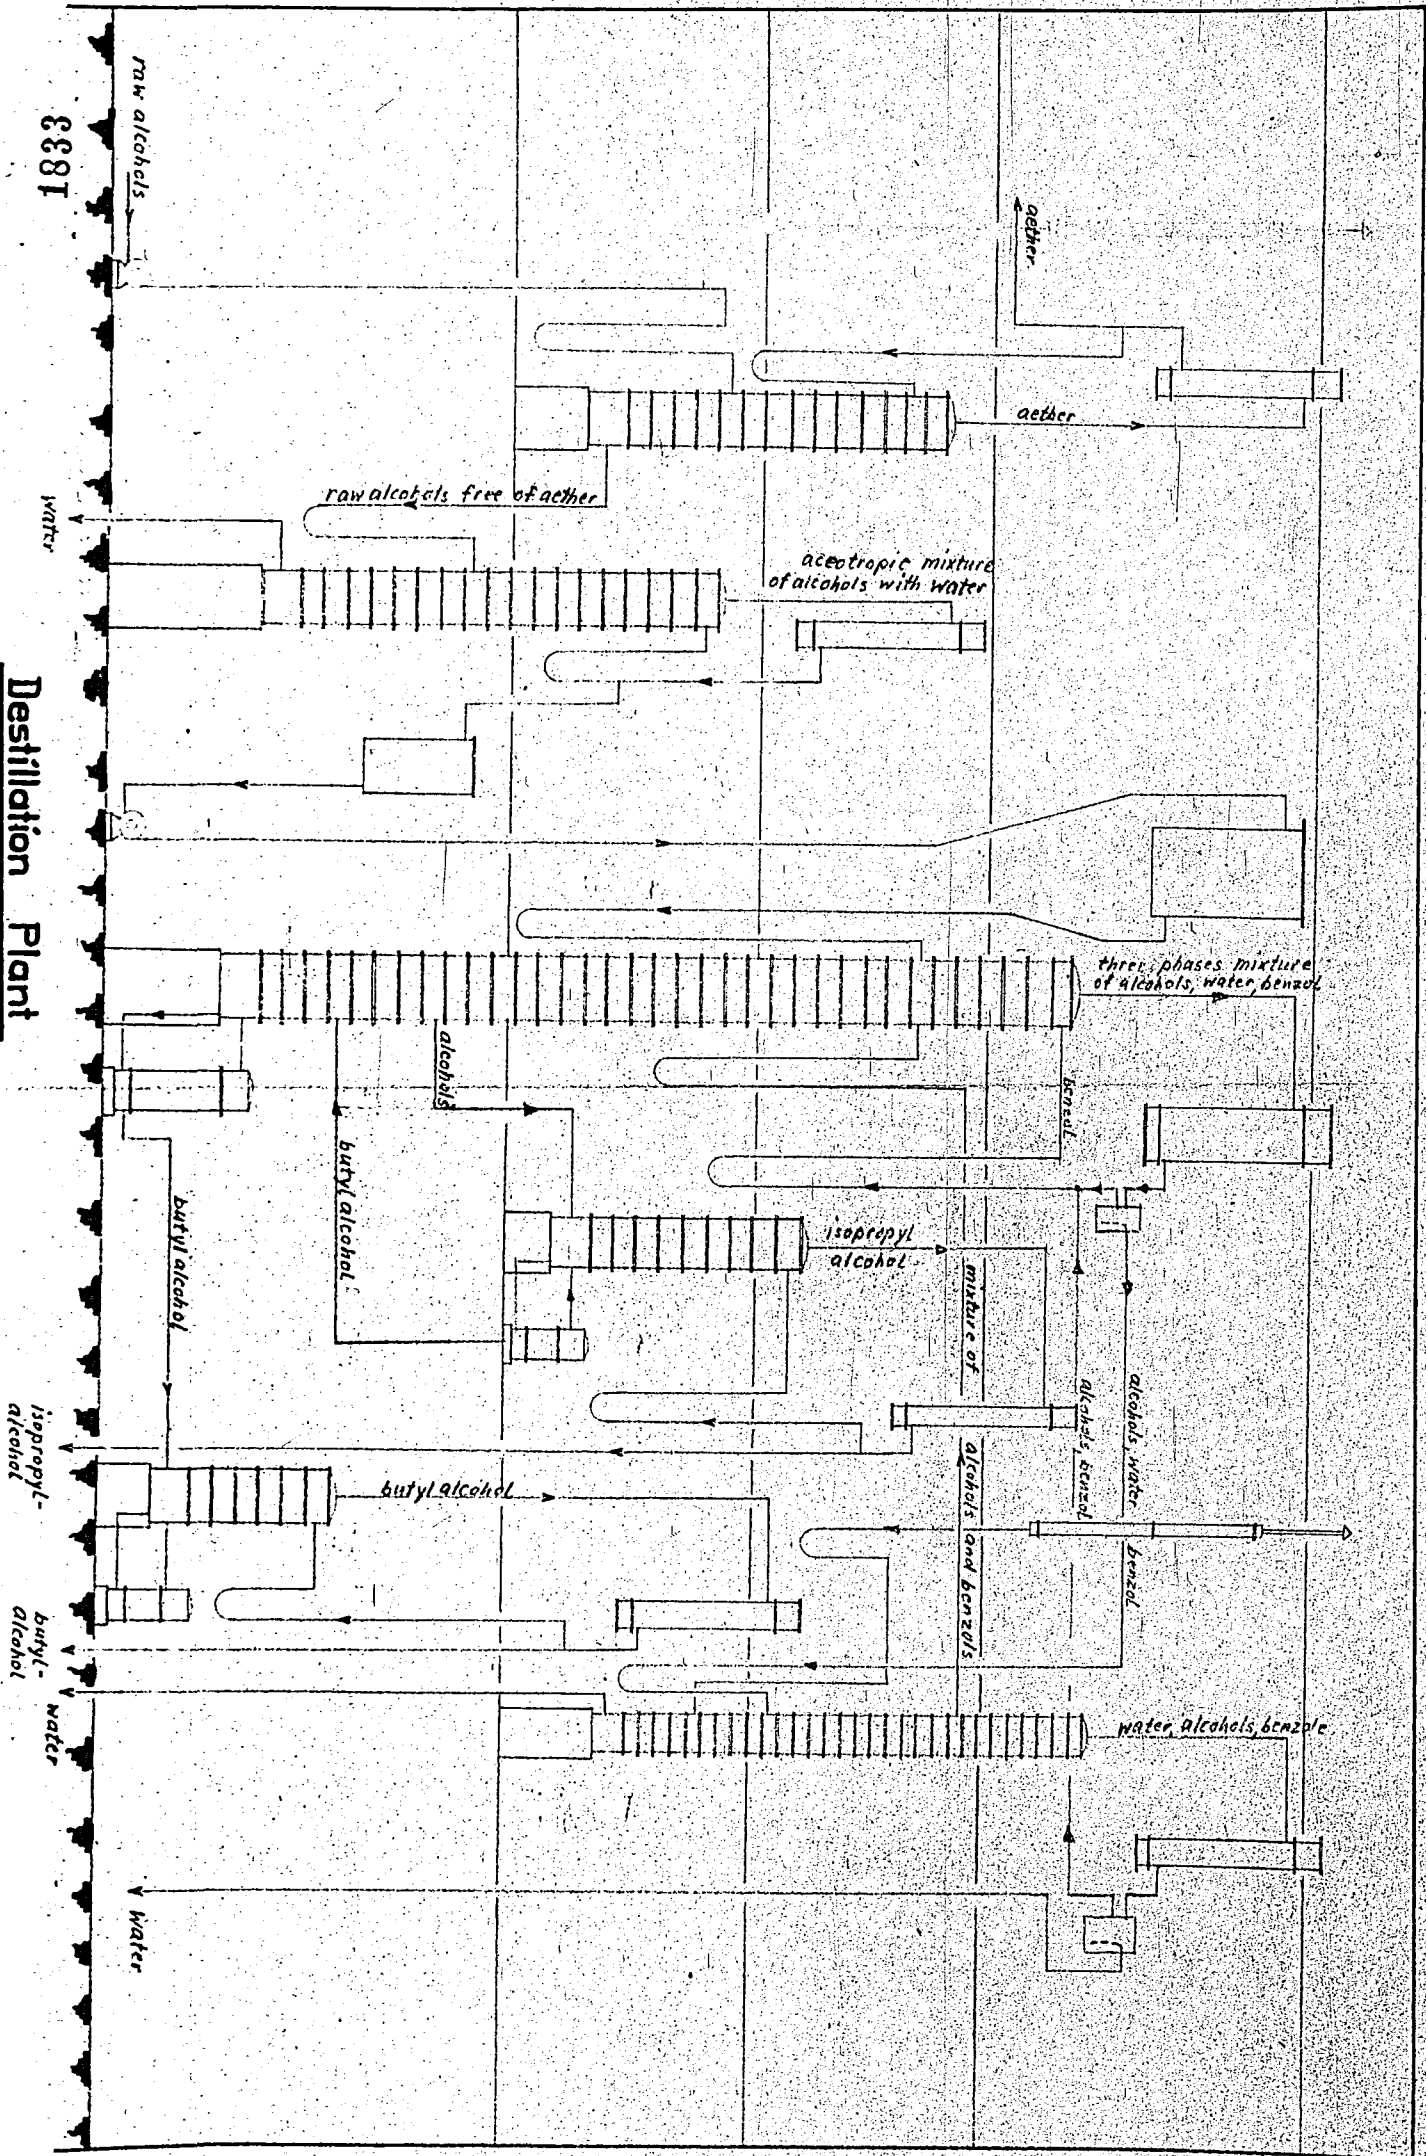 raw alcohols
1833
aether
aether
raw alcohols free of aether
water
aceotropic mixture
of alcohols with water
Destillation Plant
three phases mixture
of alcohols, water, benzol
alcohols
benzol
butyl alcohol
butyl alcohol
isopropyl
alcohol
mixture of
alcohols and benzols
alcohols, benzol
alcohols, water benzol
butyl alcohol
isopropyl-
alcohol
butyl-
alcohol
water
water, alcohols, benzole
water